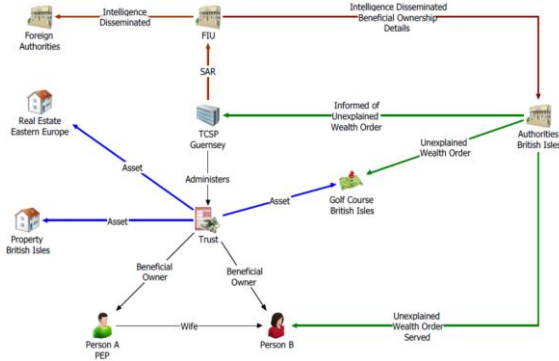 Intelligence
Disseminated
Intelligence Disseminated
Beneficial Ownership
Details
Foreign
Authorities
FIU
SAR
Real Estate
Eastern Europe
TCSP
Guernsey
Informed of
Unexplained
Wealth Order
Authorities
British Isles
Unexplained
Wealth Order
Asset
Administers
Asset
Golf Course
British Isles
Asset
Property
British Isles
Trust
Beneficial
Owner
Beneficial
Owner
Wife
Unexplained
Wealth Order
Served
Person A
PEP
Person B